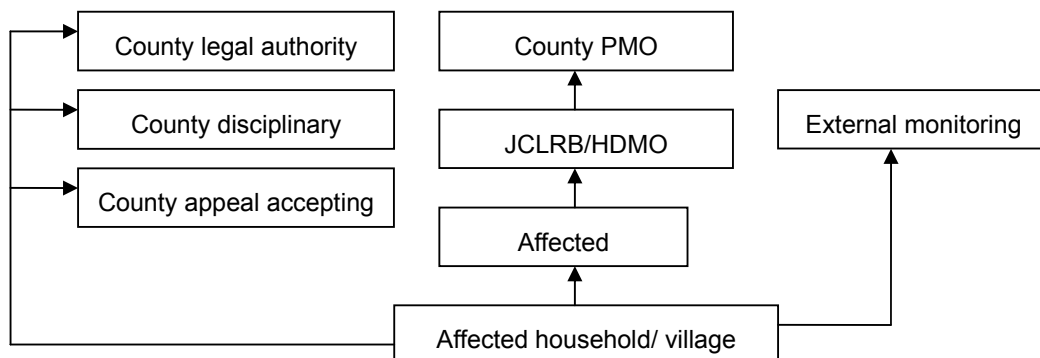 County legal authority
County disciplinary
County appeal accepting
County PMO
JCLRB/HDMO
Affected
External monitoring
Affected household/ village